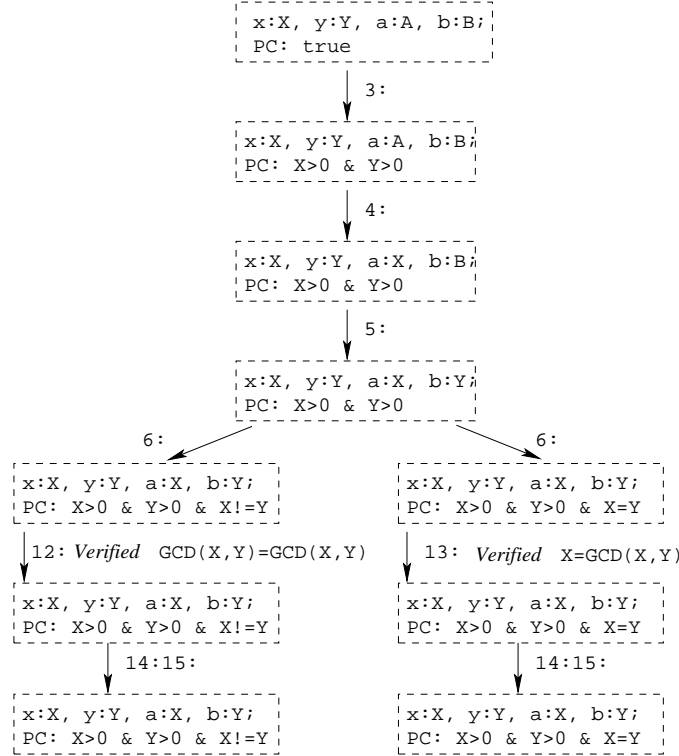 x:X, y:Y, a:A, b:B;
PC: true
3:
x:X, y:Y, a:A, b:B;
PC: X>0 & Y>0
4:
x:X, y:Y, a:X, b:B;
PC: X>0 & Y>0
5:
x:X, y:Y, a:X, b:Y;
PC: X>0 & Y>0
6:
6:
x:X, y:Y, a:X, b:Y;
PC: X>0 & Y>0 & X!=Y
x:X, y:Y, a:X, b:Y;
PC: X>0 & Y>0 & X=Y
12: Verified GCD(X,Y)=GCD(X,Y)
13: Verified X=GCD(X,Y)
x:X, y:Y, a:X, b:Y;
PC: X>0 & Y>0 & X!=Y
x:X, y:Y, a:X, b:Y;
PC: X>0 & Y>0 & X=Y
14:15:
14:15:
x:X, y:Y, a:X, b:Y;
PC: X>0 & Y>0 & X!=Y
x:X, y:Y, a:X, b:Y;
PC: X>0 & Y>0 & X=Y